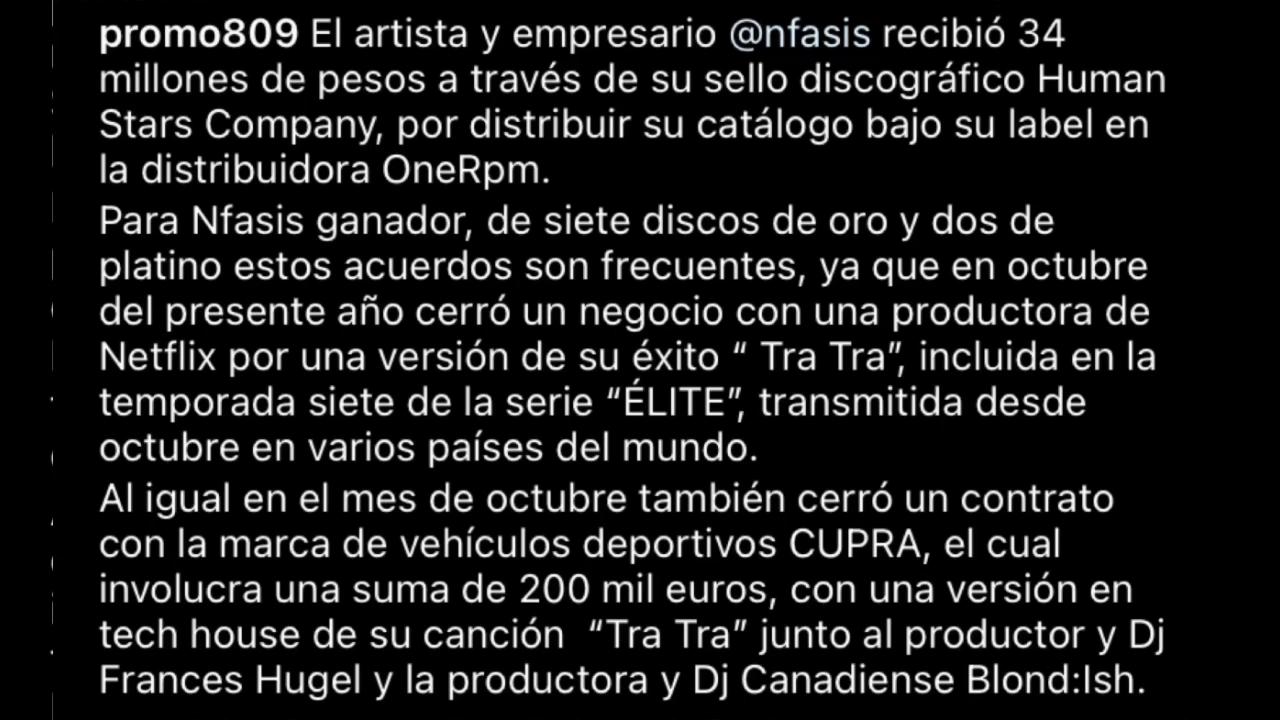 promo809 El artista y empresario @nfasis recibió 34
millones de pesos a través de su sello discográfico Human
Stars Company, por distribuir su catálogo bajo su label en
la distribuidora OneRpm.
Para Nfasis ganador, de siete discos de oro y dos de
platino estos acuerdos son frecuentes, ya que en octubre
del presente año cerró un negocio con una productora de
Netflix por una versión de su éxito “ Tra Tra”, incluida en la
temporada siete de la serie “ÉLITE”, transmitida desde
octubre en varios países del mundo.
Al igual en el mes de octubre también cerró un contrato
con la marca de vehículos deportivos CUPRA, el cual
involucra una suma de 200 mil euros, con una versión en
tech house de su canción  “Tra Tra” junto al productor y Dj
Frances Hugel y la productora y Dj Canadiense Blond:Ish.